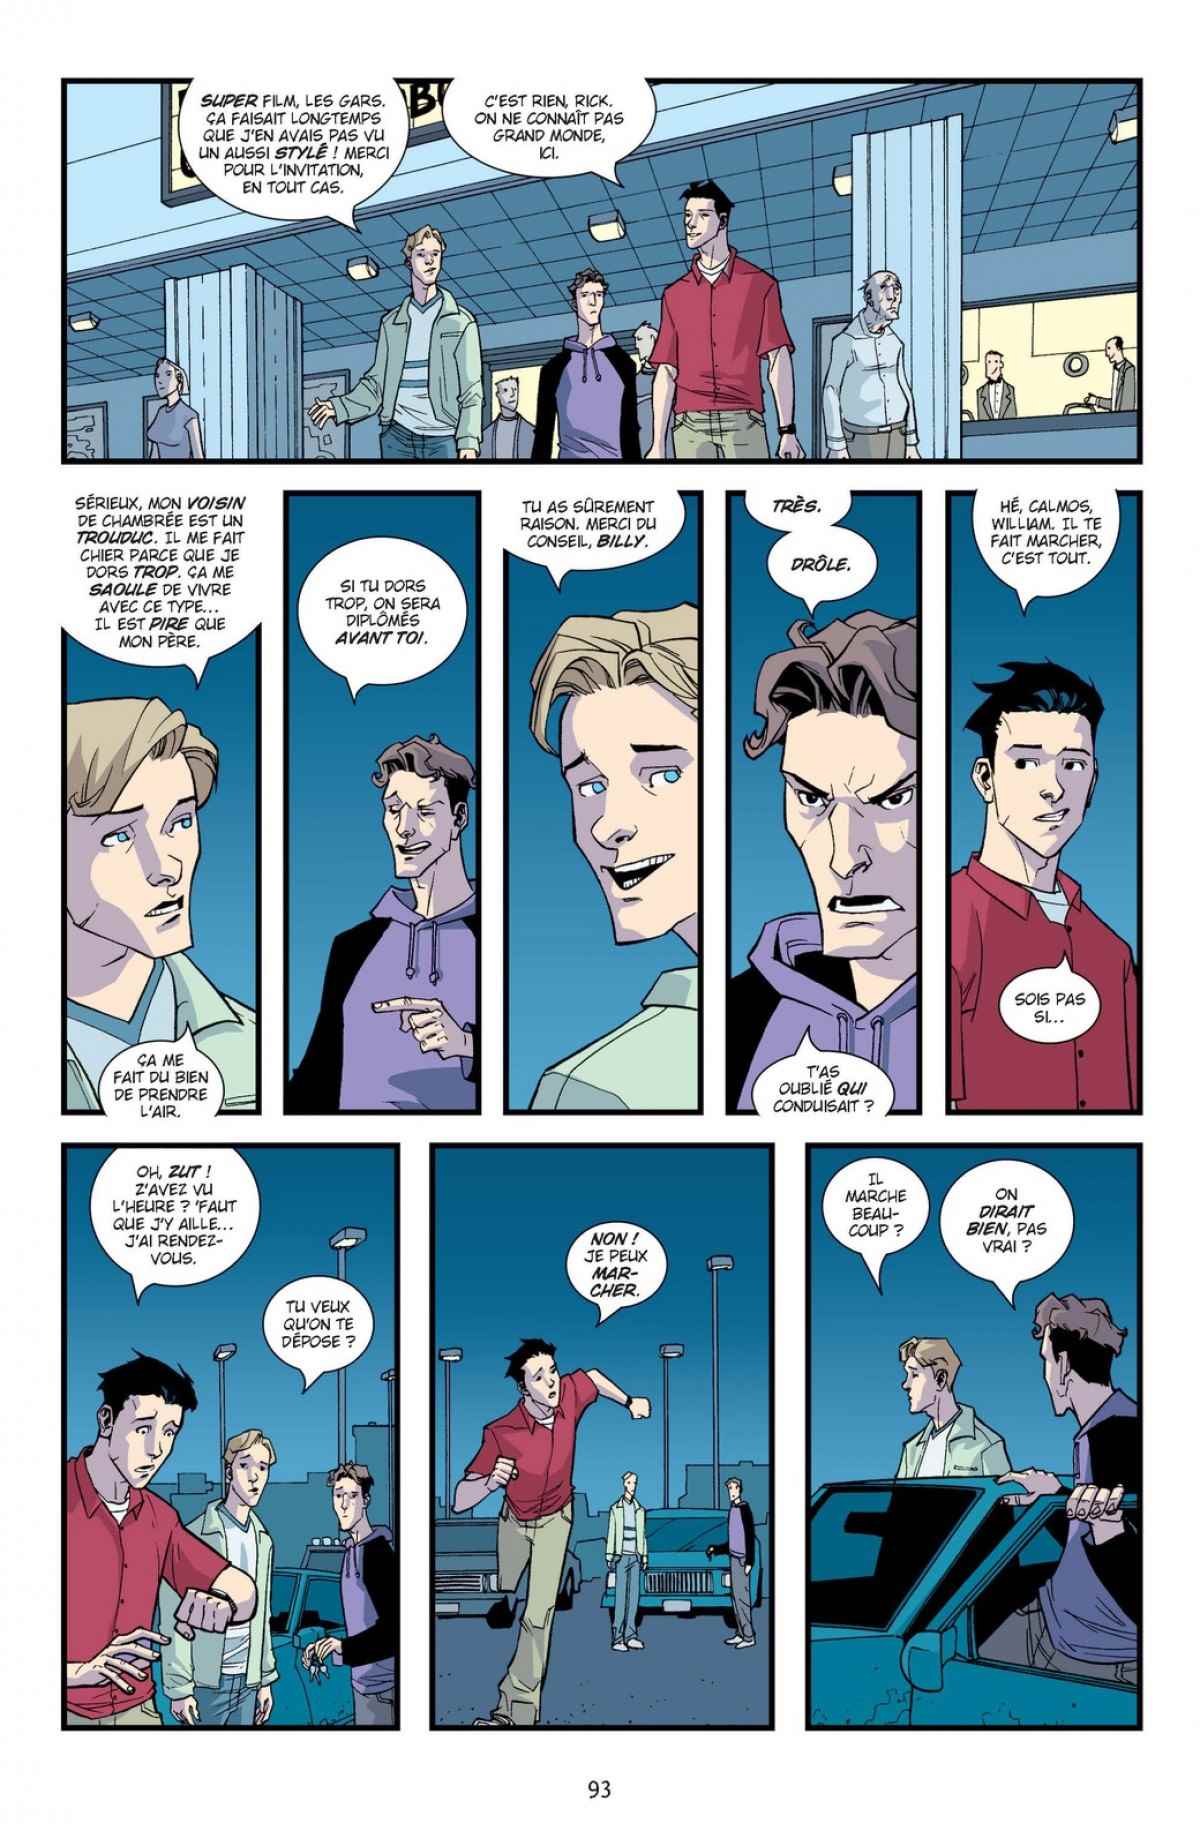 SUPER FILM, LES GARS.
ÇA FAISAIT LONGTEMPS
QUE J'EN AVAIS PAS VU
UN AUSSI STYLÉ ! MERCI
POUR L'INVITATION,
EN TOUT CAS.
C'EST RIEN, RICK.
ON NE CONNAÎT PAS
GRAND MONDE,
ICI.
SÉRIEUX, MON VOISIN
DE CHAMBRÉE EST UN
TROUDUC. IL ME FAIT
CHIER PARCE QUE JE
DORS TROP. ÇA ME
SAOULE DE VIVRE
AVEC CE TYPE...
IL EST PIRE QUE
MON PÈRE.
ÇA ME
FAIT DU BIEN
DE PRENDRE
L'AIR.
SI TU DORS
TROP, ON SERA
DIPLÔMÉS
AVANT TOI.
TU AS SÛREMENT
RAISON. MERCI DU
CONSEIL, BILLY.
TRÈS.
DRÔLE.
T'AS
OUBLIÉ QUI
CONDUISAIT ?
HÉ, CALMOS,
WILLIAM. IL TE
FAIT MARCHER,
C'EST TOUT.
SOIS PAS
SI...
OH, ZUT !
Z'AVEZ VU
L'HEURE ? 'FAUT
QUE J'Y AILLE...
J'AI RENDEZ-
VOUS.
TU VEUX
QU'ON TE
DÉPOSE ?
NON !
JE PEUX
MAR-
CHER.
IL
MARCHE
BEAU-
COUP ?
ON
DIRAIT
BIEN, PAS
VRAI ?
93